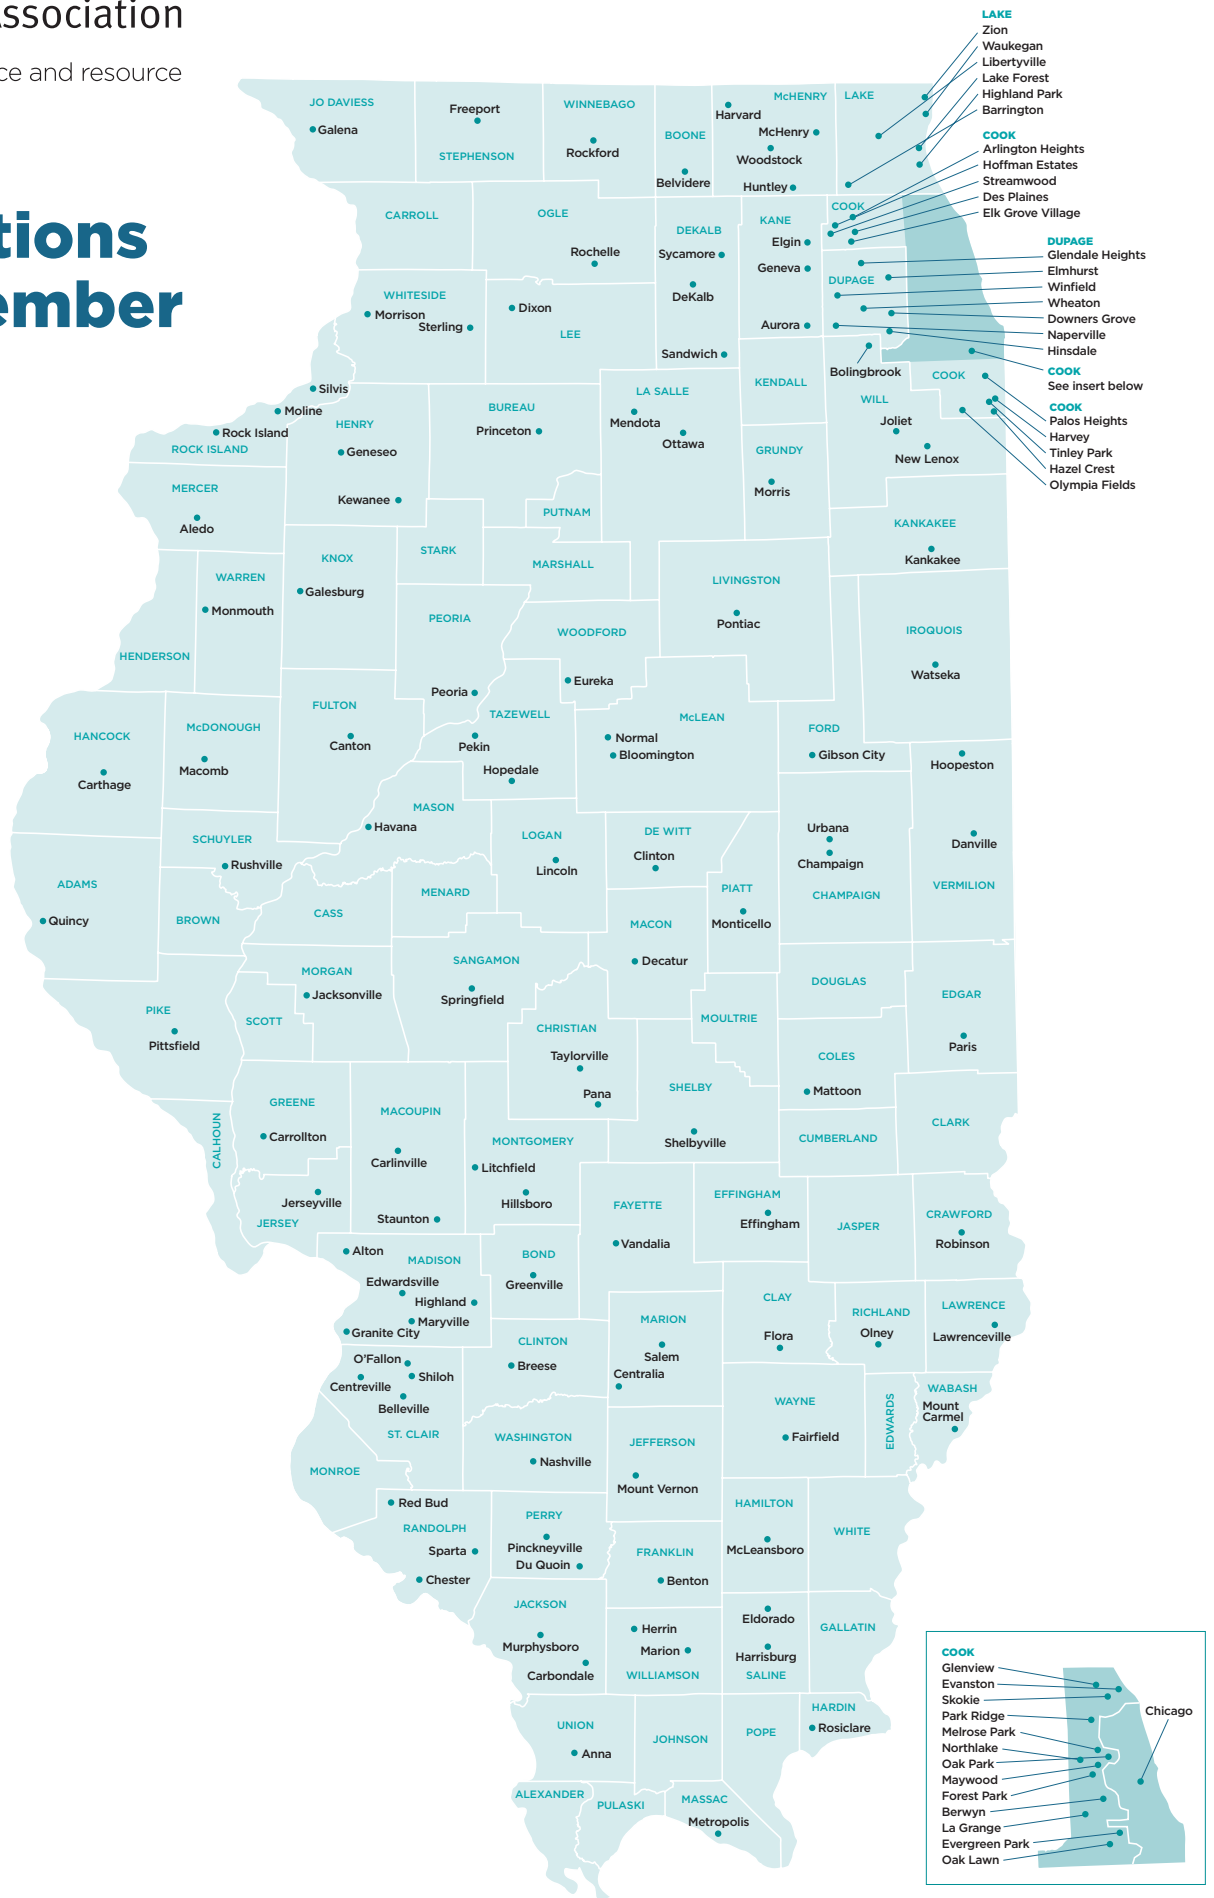 Association
ce and resource
tions
ember
LAKE
Zion
Waukegan
Libertyville
Lake Forest
Highland Park
Barrington
COOK
Arlington Heights
Hoffman Estates
Streamwood
Des Plaines
Elk Grove Village
DUPAGE
Glendale Heights
Elmhurst
Winfield
Wheaton
Downers Grove
Naperville
Hinsdale
COOK
See insert below
COOK
Palos Heights
Harvey
Tinley Park
Hazel Crest
Olympia Fields
JO DAVIESS
Galena
Freeport
STEPHENSON
WINNEBAGO
Rockford
BOONE
Belvidere
McHENRY
Harvard
McHenry
Woodstock
Huntley
LAKE
CARROLL
OGLE
Rochelle
DEKALB
Sycamore
DeKalb
Sandwich
KANE
Elgin
Geneva
Aurora
COOK
DUPAGE
WHITESIDE
Morrison
Sterling
Dixon
LEE
Bolingbrook
COOK
KENDALL
WILL
Joliet
New Lenox
Silvis
Moline
Rock Island
ROCK ISLAND
HENRY
Geneseo
Kewanee
BUREAU
Princeton
LA SALLE
Mendota
Ottawa
GRUNDY
Morris
MERCER
Aledo
PUTNAM
KANKAKEE
Kankakee
KNOX
Galesburg
STARK
MARSHALL
LIVINGSTON
Pontiac
WARREN
Monmouth
HENDERSON
PEORIA
Peoria
WOODFORD
Eureka
IROQUOIS
Watseka
HANCOCK
Carthage
McDONOUGH
Macomb
FULTON
Canton
TAZEWELL
Pekin
Hopedale
McLEAN
Normal
Bloomington
FORD
Gibson City
Hoopeston
Danville
VERMILION
MASON
Havana
SCHUYLER
Rushville
LOGAN
Lincoln
DE WITT
Clinton
Urbana
Champaign
CHAMPAIGN
ADAMS
Quincy
BROWN
CASS
MENARD
PIATT
Monticello
MACON
Decatur
MORGAN
Jacksonville
SANGAMON
Springfield
DOUGLAS
EDGAR
Paris
PIKE
Pittsfield
SCOTT
CHRISTIAN
Taylorville
Pana
MOULTRIE
COLES
Mattoon
SHELBY
Shelbyville
GREENE
Carrollton
CALHOUN
MACOUPIN
Carlinville
Staunton
MONTGOMERY
Litchfield
Hillsboro
CUMBERLAND
CLARK
Jerseyville
JERSEY
FAYETTE
Vandalia
EFFINGHAM
Effingham
JASPER
CRAWFORD
Robinson
Alton
MADISON
Edwardsville
Highland
Maryville
Granite City
BOND
Greenville
CLAY
Flora
RICHLAND
Olney
LAWRENCE
Lawrenceville
MARION
Salem
Centralia
CLINTON
Breese
O'Fallon
Shiloh
Centreville
Belleville
ST. CLAIR
WAYNE
Fairfield
EDWARDS
WABASH
Mount
Carmel
MONROE
WASHINGTON
Nashville
JEFFERSON
Mount Vernon
Red Bud
RANDOLPH
Sparta
Chester
PERRY
Pinckneyville
Du Quoin
HAMILTON
McLeansboro
WHITE
FRANKLIN
Benton
JACKSON
Murphysboro
Carbondale
Herrin
Marion
WILLIAMSON
Eldorado
Harrisburg
SALINE
GALLATIN
UNION
Anna
JOHNSON
POPE
HARDIN
Rosiclare
ALEXANDER
PULASKI
MASSAC
Metropolis
COOK
Glenview
Evanston
Skokie
Park Ridge
Melrose Park
Northlake
Oak Park
Maywood
Forest Park
Berwyn
La Grange
Evergreen Park
Oak Lawn
Chicago